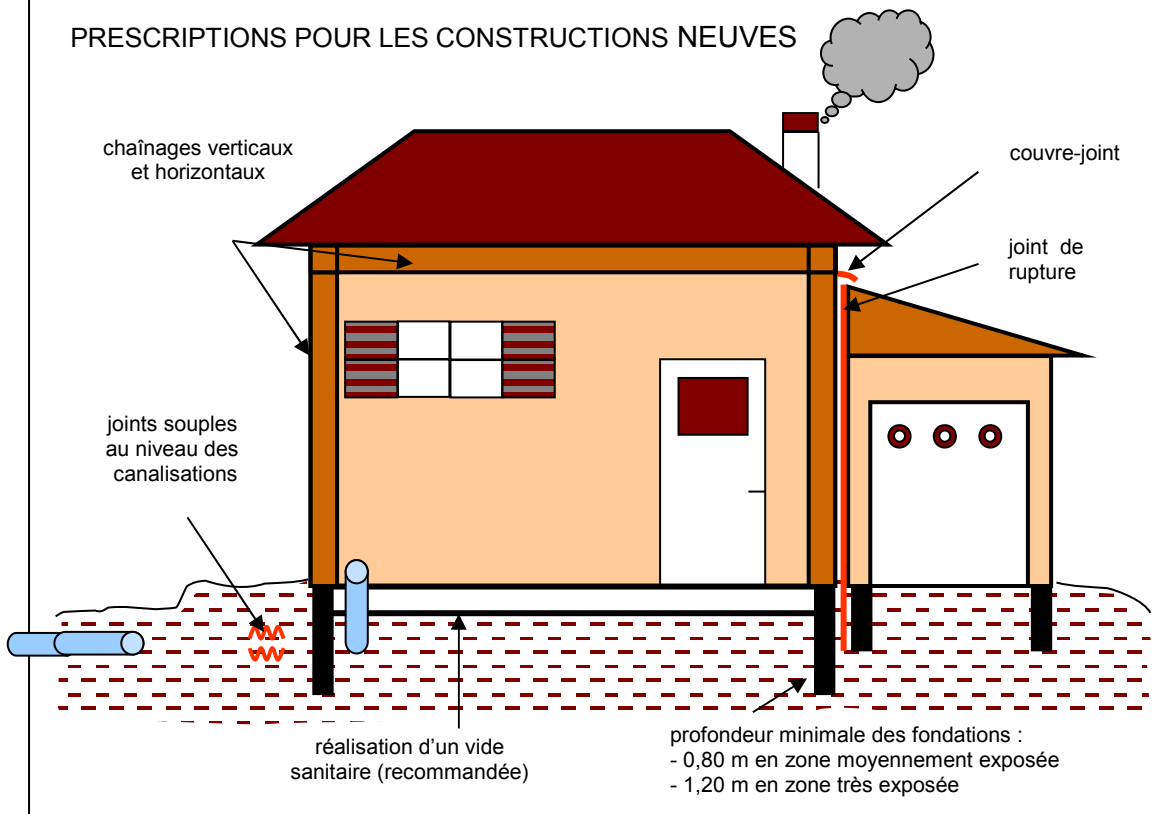 PRESCRIPTIONS POUR LES CONSTRUCTIONS NEUVES
chaînages verticaux
et horizontaux
couvre-joint
joint de
rupture
joints souples
au niveau des
canalisations
réalisation d’un vide
sanitaire (recommandée)
profondeur minimale des fondations :
- 0,80 m en zone moyennement exposée
- 1,20 m en zone très exposée